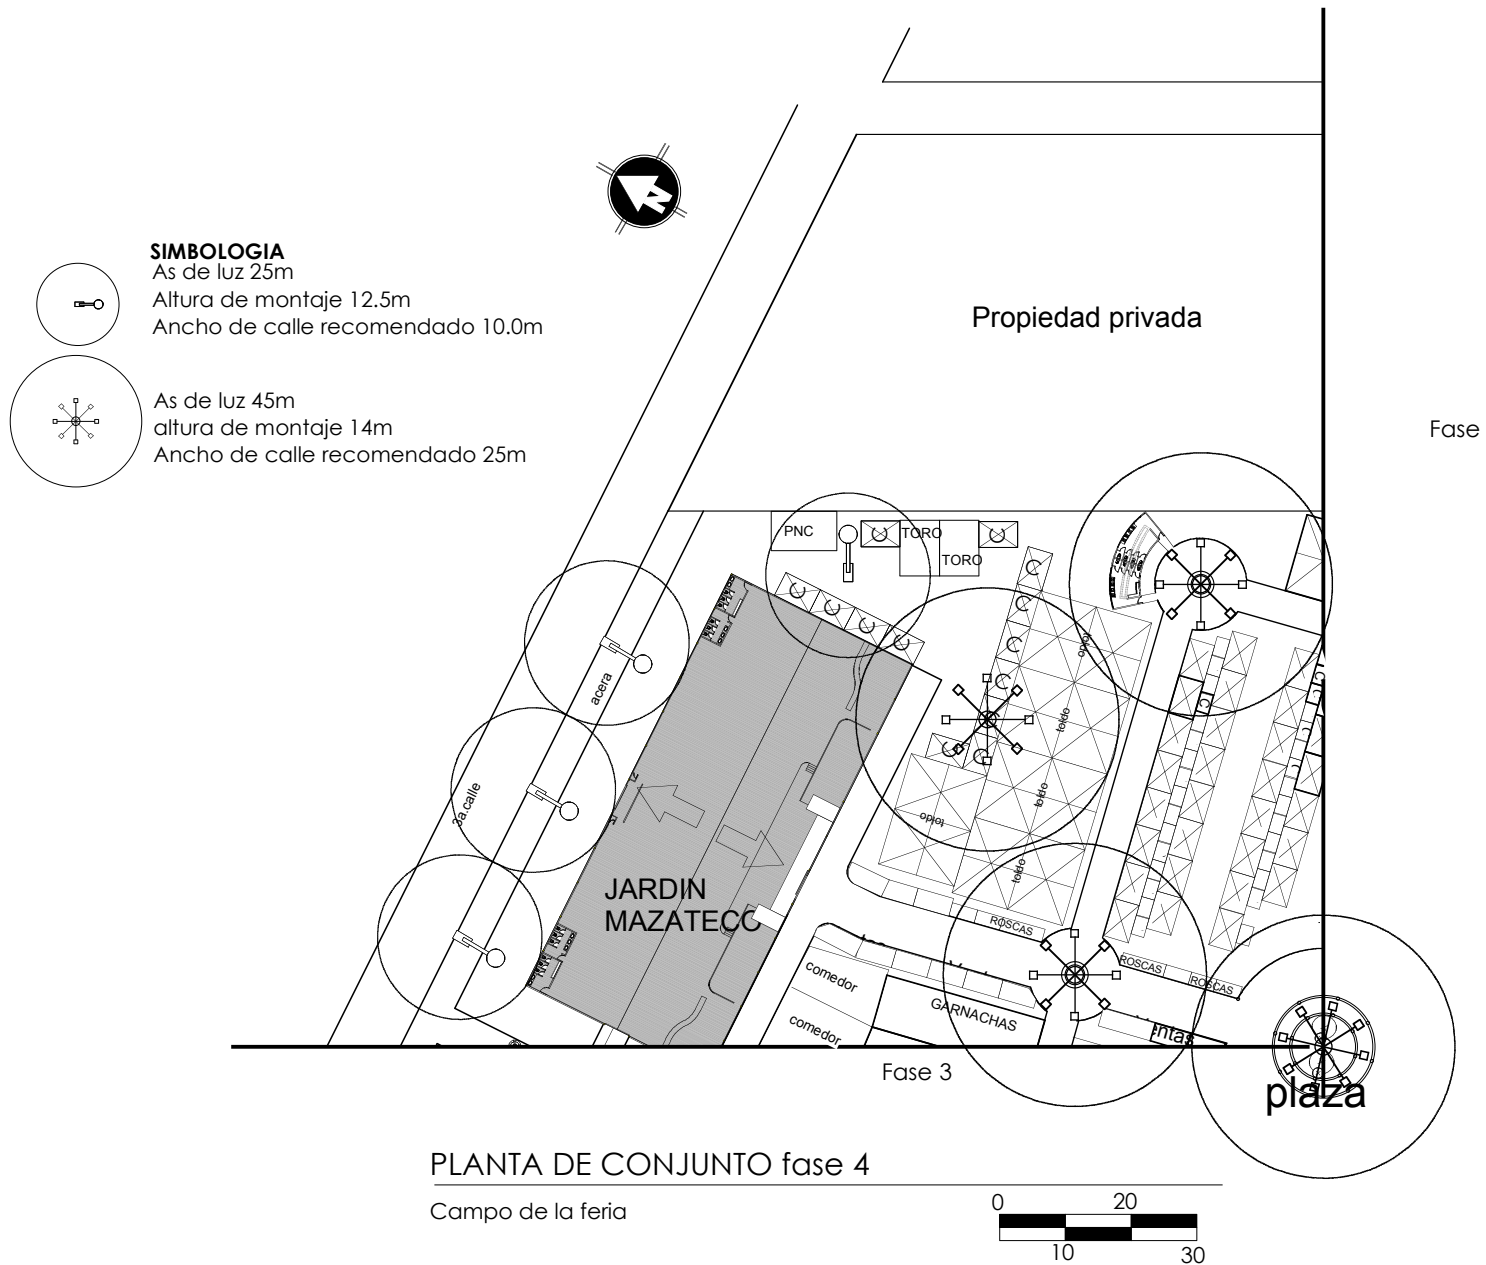 SIMBOLOGIA
As de luz 25m
Altura de montaje 12.5m
Ancho de calle recomendado 10.0m
As de luz 45m
altura de montaje 14m
Ancho de calle recomendado 25m
N
Propiedad privada
Fase
PNC
C
TORO
C
TORO
C
C
C
C
C
C
C
C
C
C
C
toldo
toldo
toldo
toldo
toldo
acera
3a.calle
JARDIN
MAZATECO
ROSCAS
ROSCAS
ROSCAS
comedor
comedor
GARNACHAS
entas
Fase 3
plaza
PLANTA DE CONJUNTO fase 4
Campo de la feria
0 20
10 30